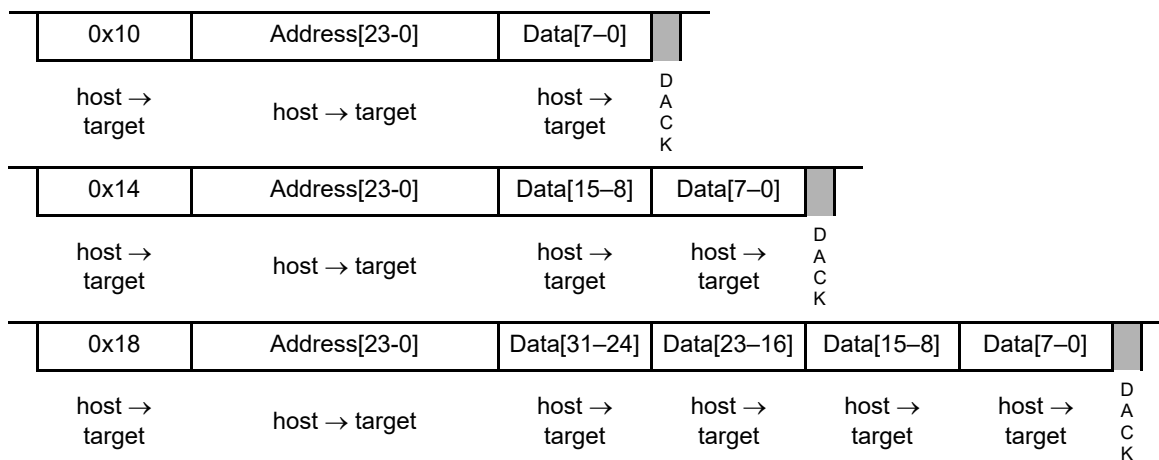 0x10 Address[23-0] Data[7–0]
host → target host → target host → target D A C K
0x14 Address[23-0] Data[15–8] Data[7–0]
host → target host → target host → target host → target D A C K
0x18 Address[23-0] Data[31–24] Data[23–16] Data[15–8] Data[7–0]
host → target host → target host → target host → target host → target host → target D A C K